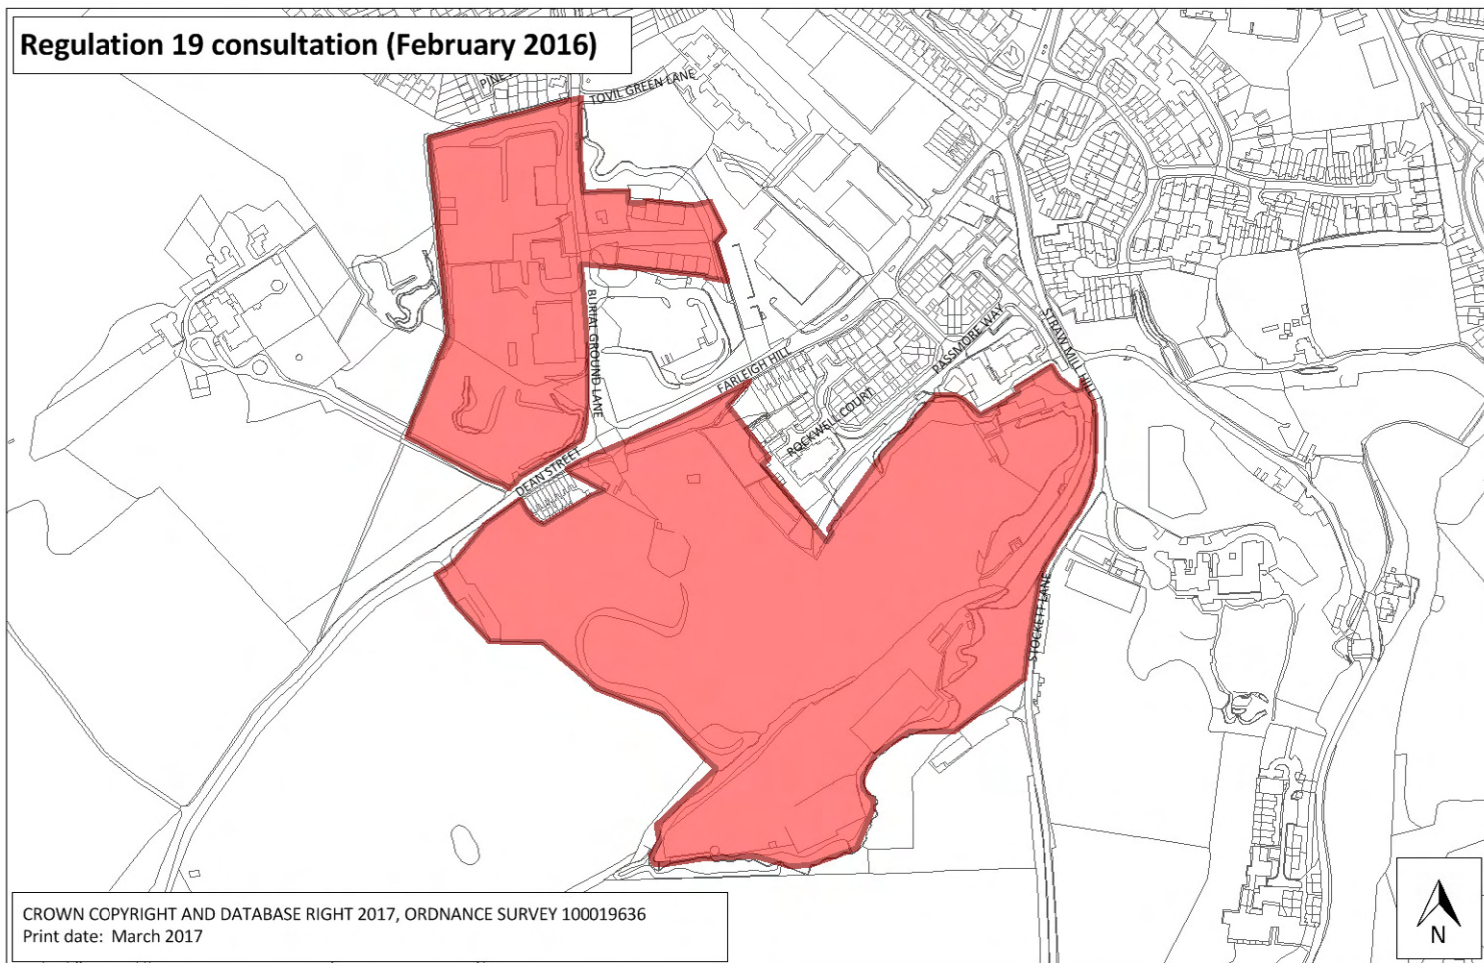 Regulation 19 consultation (February 2016)
PINE
TOVIL GREEN LANE
BURIAL GROUND LANE
FARLEIGH HILL
PASSMORE WAY
STRAW MILL HILL
ROCKWELL COURT
DEAN STREET
STOCKETT LANE
CROWN COPYRIGHT AND DATABASE RIGHT 2017, ORDNANCE SURVEY 100019636
Print date: March 2017
N